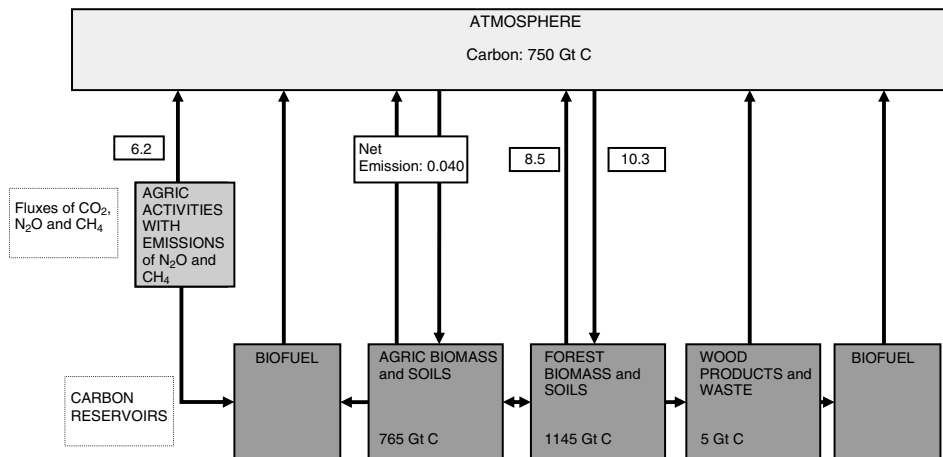 ATMOSPHERE
Carbon: 750 Gt C
6.2
Net
Emission: 0.040
8.5
10.3
Fluxes of CO₂,
N₂O and CH₄
AGRIC
ACTIVITIES
WITH
EMISSIONS
of N₂O and
CH₄
CARBON
RESERVOIRS
BIOFUEL
AGRIC BIOMASS
and SOILS
765 Gt C
FOREST
BIOMASS and
SOILS
1145 Gt C
WOOD
PRODUCTS and
WASTE
5 Gt C
BIOFUEL